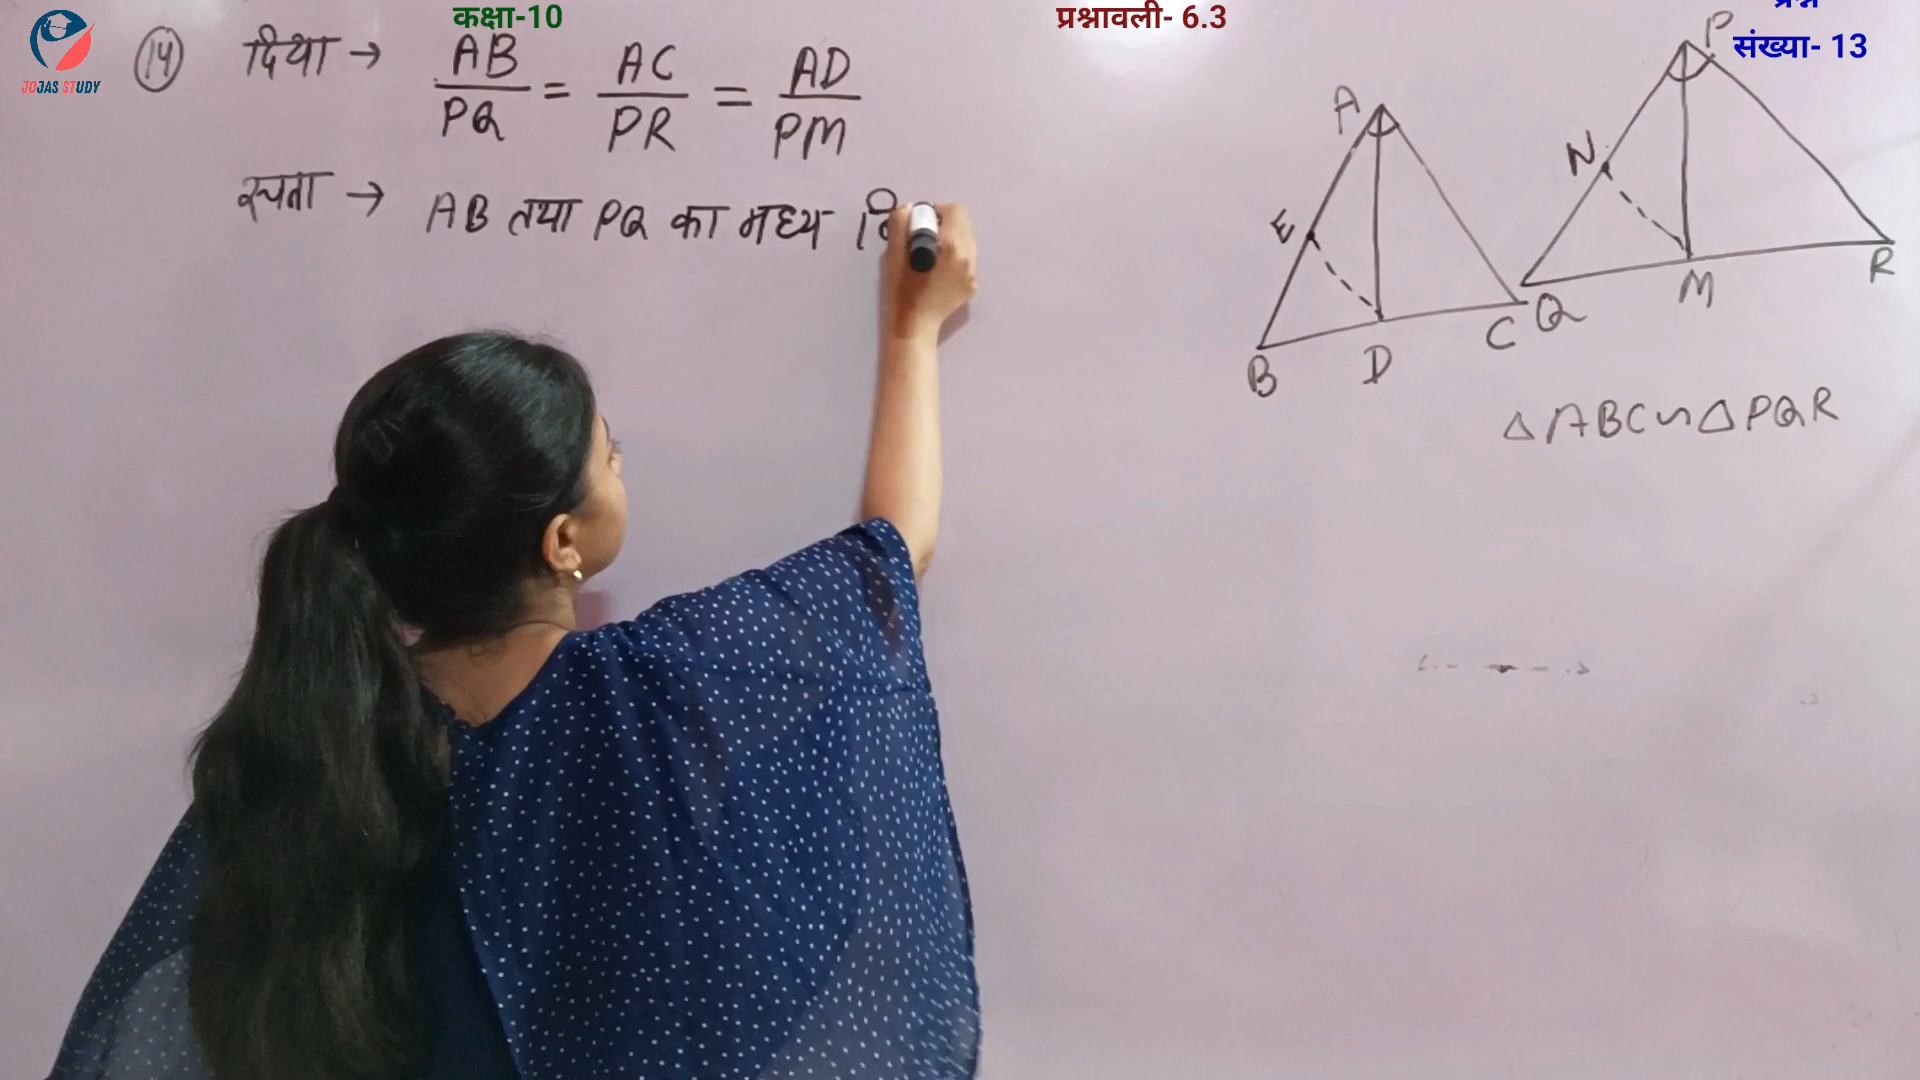 JOJAS STUDY
कक्षा-10
प्रश्नावली- 6.3
प्रश्न
संख्या- 13
(14) दिया → AB/PQ = AC/PR = AD/PM
रचना → AB तथा PQ का मध्य
A
E
B
D
C
P
N
Q
M
R
△ABC ∽ △PQR